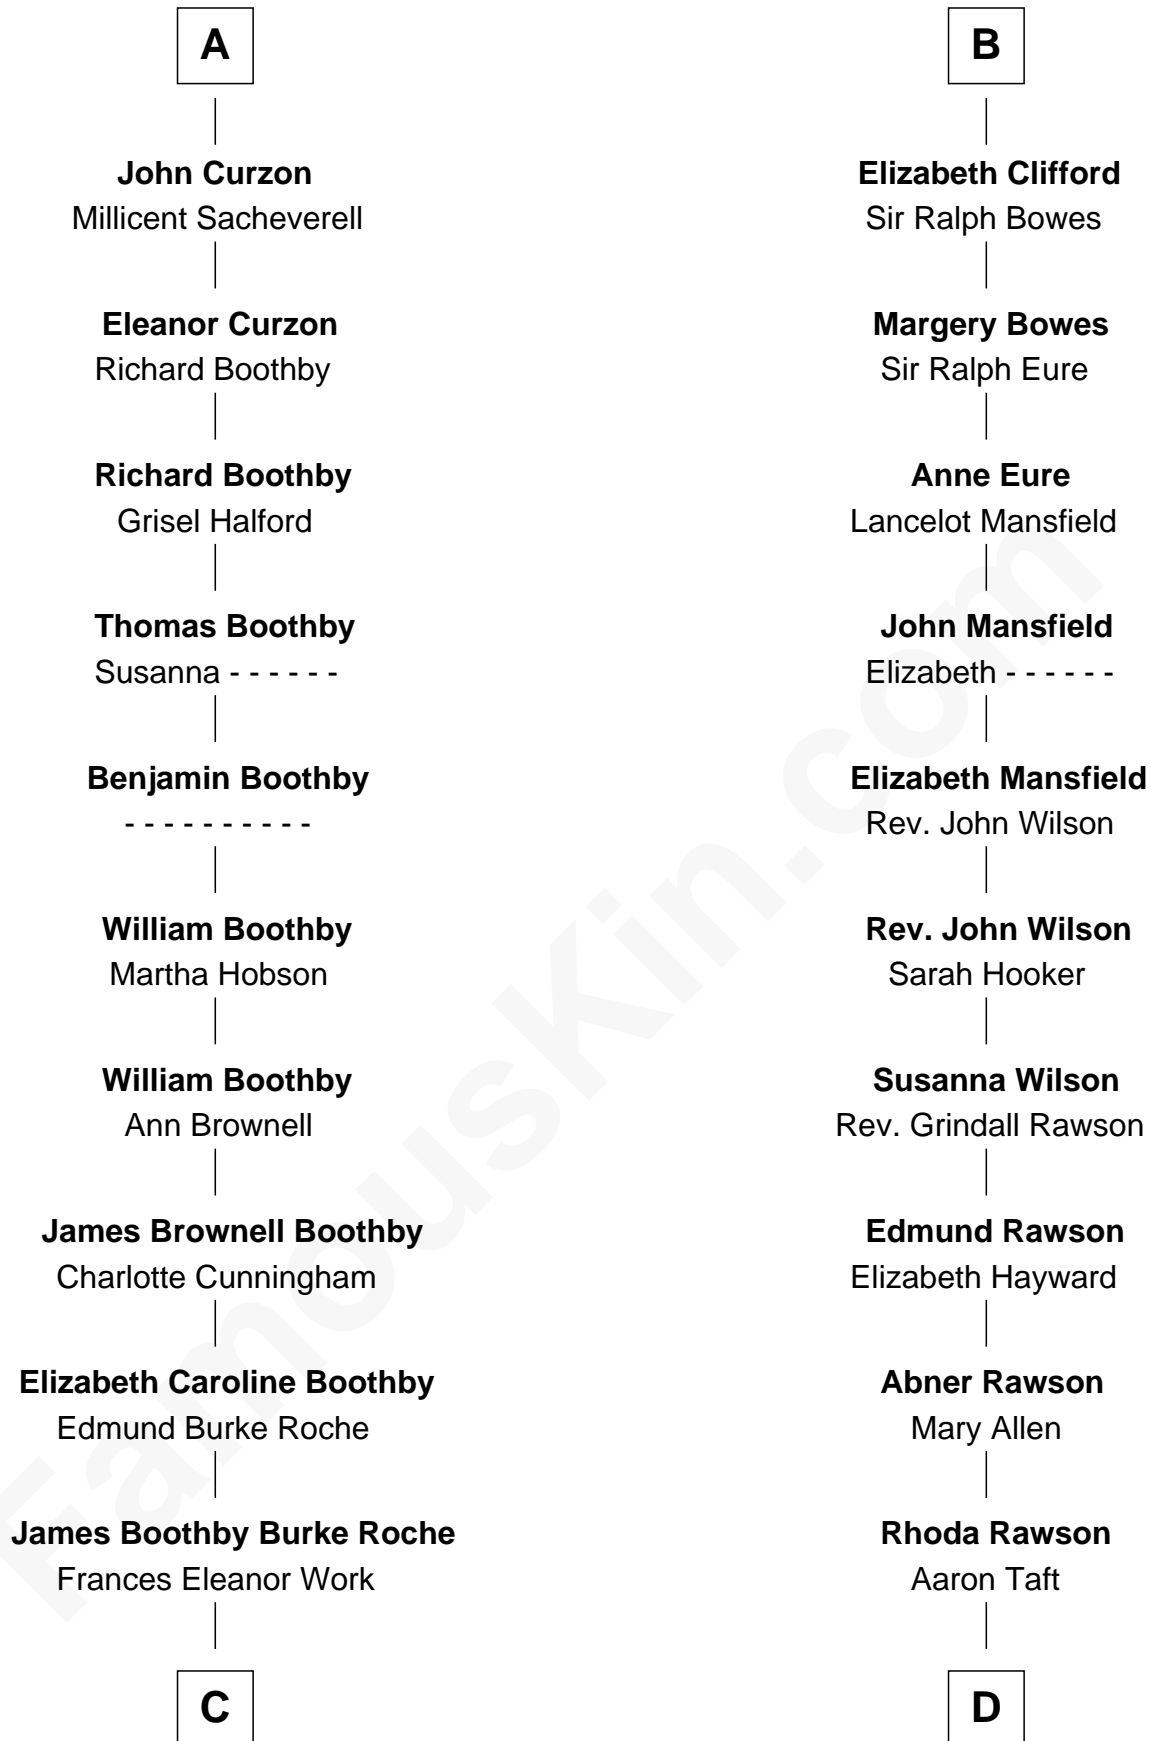 A
John Curzon
Millicent Sacheverell
Eleanor Curzon
Richard Boothby
Richard Boothby
Grisel Halford
Thomas Boothby
Susanna - - - - - -
Benjamin Boothby
- - - - - - - - - -
William Boothby
Martha Hobson
William Boothby
Ann Brownell
James Brownell Boothby
Charlotte Cunningham
Elizabeth Caroline Boothby
Edmund Burke Roche
James Boothby Burke Roche
Frances Eleanor Work
C
B
Elizabeth Clifford
Sir Ralph Bowes
Margery Bowes
Sir Ralph Eure
Anne Eure
Lancelot Mansfield
John Mansfield
Elizabeth - - - - - -
Elizabeth Mansfield
Rev. John Wilson
Rev. John Wilson
Sarah Hooker
Susanna Wilson
Rev. Grindall Rawson
Edmund Rawson
Elizabeth Hayward
Abner Rawson
Mary Allen
Rhoda Rawson
Aaron Taft
D
FamousKin.com